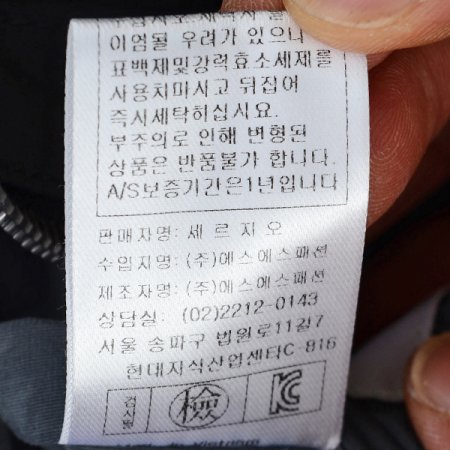 이염될 우려가 있으니
표백제및강력효소세제를
사용치마시고 뒤집어
즉시세탁하십시요.
부주의로 인해 변형된
상품은 반품불가 합니다.
A/S보증기간은1년입니다
판매자명: 세르지오
수입자명: (주)에스에스패션
제조자명: (주)에스에스패션
상담실: (02)2212-0143
서울 송파구 법원로11길7
현대지식산업센타C-816
검사필 檢 KC